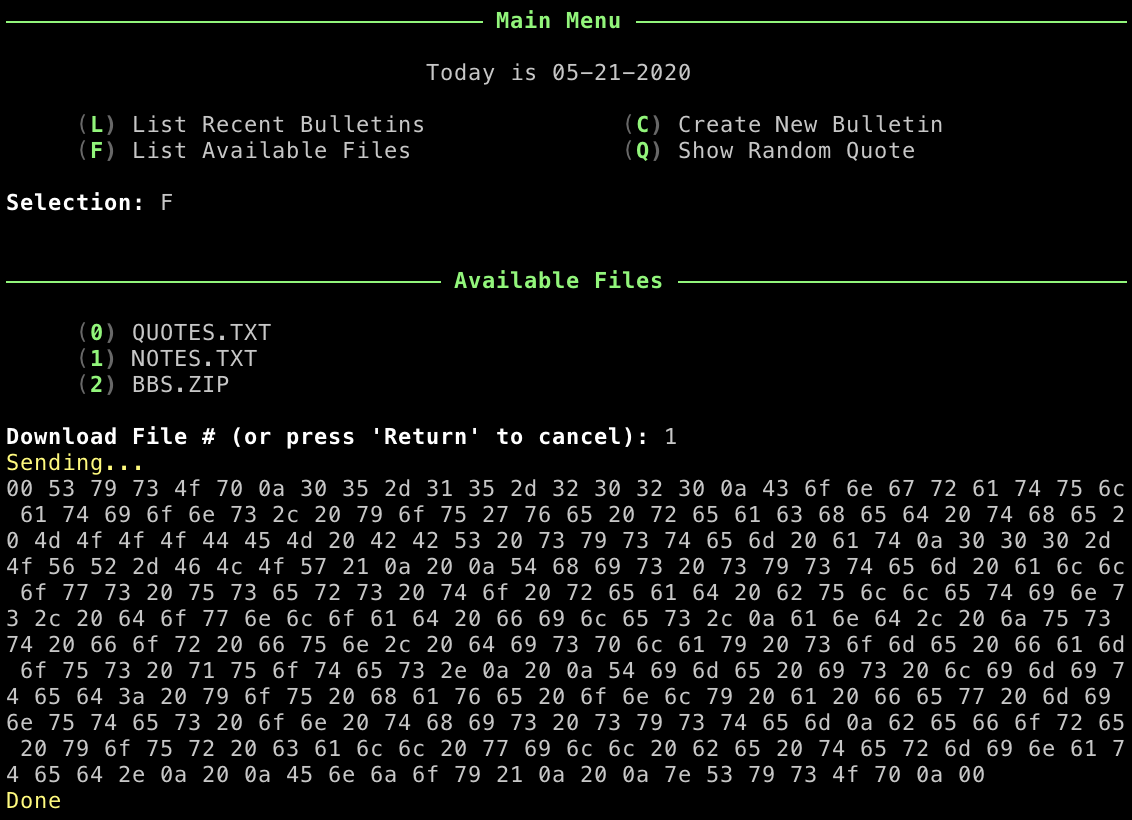 Main Menu
Today is 05-21-2020
(L) List Recent Bulletins (C) Create New Bulletin
(F) List Available Files (Q) Show Random Quote
Selection: F
Available Files
(0) QUOTES.TXT
(1) NOTES.TXT
(2) BBS.ZIP
Download File # (or press 'Return' to cancel): 1
Sending...
00 53 79 73 4f 70 0a 30 35 2d 31 35 2d 32 30 32 30 0a 43 6f 6e 67 72 61 74 75 6c
61 74 69 6f 6e 73 2c 20 79 6f 75 27 76 65 20 72 65 61 63 68 65 64 20 74 68 65 2
0 4d 4f 4f 4f 44 45 4d 20 42 42 53 20 73 79 73 74 65 6d 20 61 74 0a 30 30 30 2d
4f 56 52 2d 46 4c 4f 57 21 0a 20 0a 54 68 69 73 20 73 79 73 74 65 6d 20 61 6c 6c
6f 77 73 20 75 73 65 72 73 20 74 6f 20 72 65 61 64 20 62 75 6c 6c 65 74 69 6e 7
3 2c 20 64 6f 77 6e 6c 6f 61 64 20 66 69 6c 65 73 2c 0a 61 6e 64 2c 20 6a 75 73
74 20 66 6f 72 20 66 75 6e 2c 20 64 69 73 70 6c 61 79 20 73 6f 6d 65 20 66 61 6d
6f 75 73 20 71 75 6f 74 65 73 2e 0a 20 0a 54 69 6d 65 20 69 73 20 6c 69 6d 69 7
4 65 64 3a 20 79 6f 75 20 68 61 76 65 20 6f 6e 6c 79 20 61 20 66 65 77 20 6d 69
6e 75 74 65 73 20 6f 6e 20 74 68 69 73 20 73 79 73 74 65 6d 0a 62 65 66 6f 72 65
20 79 6f 75 72 20 63 61 6c 6c 20 77 69 6c 6c 20 62 65 20 74 65 72 6d 69 6e 61 7
4 65 64 2e 0a 20 0a 45 6e 6a 6f 79 21 0a 20 0a 7e 53 79 73 4f 70 0a 00
Done